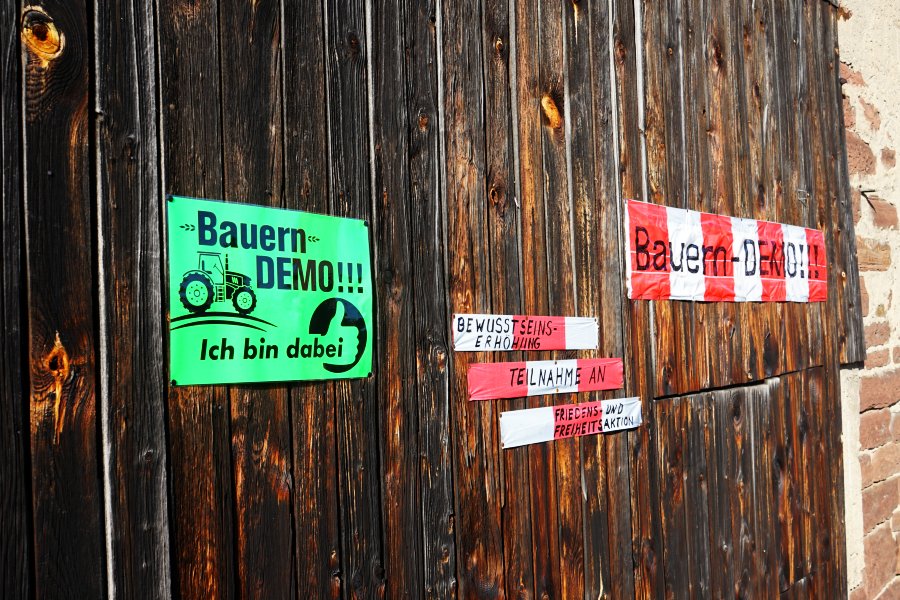 Bauern
DEMO!!!
Ich bin dabei
BEWUSSTSEINS-
ERHÖHUNG
TEILNAHME AN
FRIEDENS- UND
FREIHEITSAKTION
Bauern-DEMO!!!